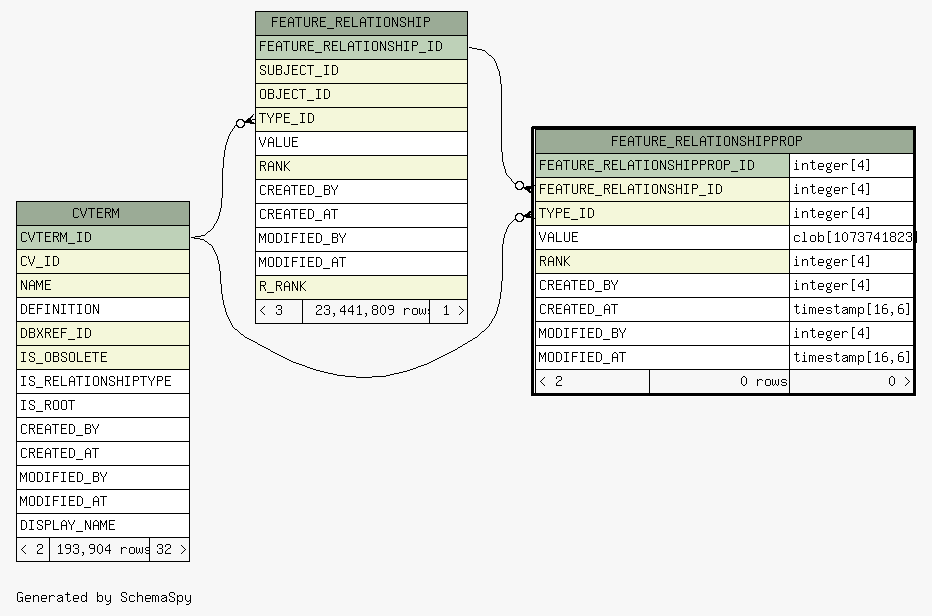 FEATURE_RELATIONSHIP
FEATURE_RELATIONSHIP_ID
SUBJECT_ID
OBJECT_ID
TYPE_ID
VALUE
RANK
CREATED_BY
CREATED_AT
MODIFIED_BY
MODIFIED_AT
R_RANK
< 3 23,441,809 rows 1 >
FEATURE_RELATIONSHIPPROP
FEATURE_RELATIONSHIPPROP_ID integer[4]
FEATURE_RELATIONSHIP_ID integer[4]
TYPE_ID integer[4]
VALUE clob[1073741823]
RANK integer[4]
CREATED_BY integer[4]
CREATED_AT timestamp[16,6]
MODIFIED_BY integer[4]
MODIFIED_AT timestamp[16,6]
< 2 0 rows 0 >
CVTERM
CVTERM_ID
CV_ID
NAME
DEFINITION
DBXREF_ID
IS_OBSOLETE
IS_RELATIONSHIPTYPE
IS_ROOT
CREATED_BY
CREATED_AT
MODIFIED_BY
MODIFIED_AT
DISPLAY_NAME
< 2 193,904 rows 32 >
Generated by SchemaSpy